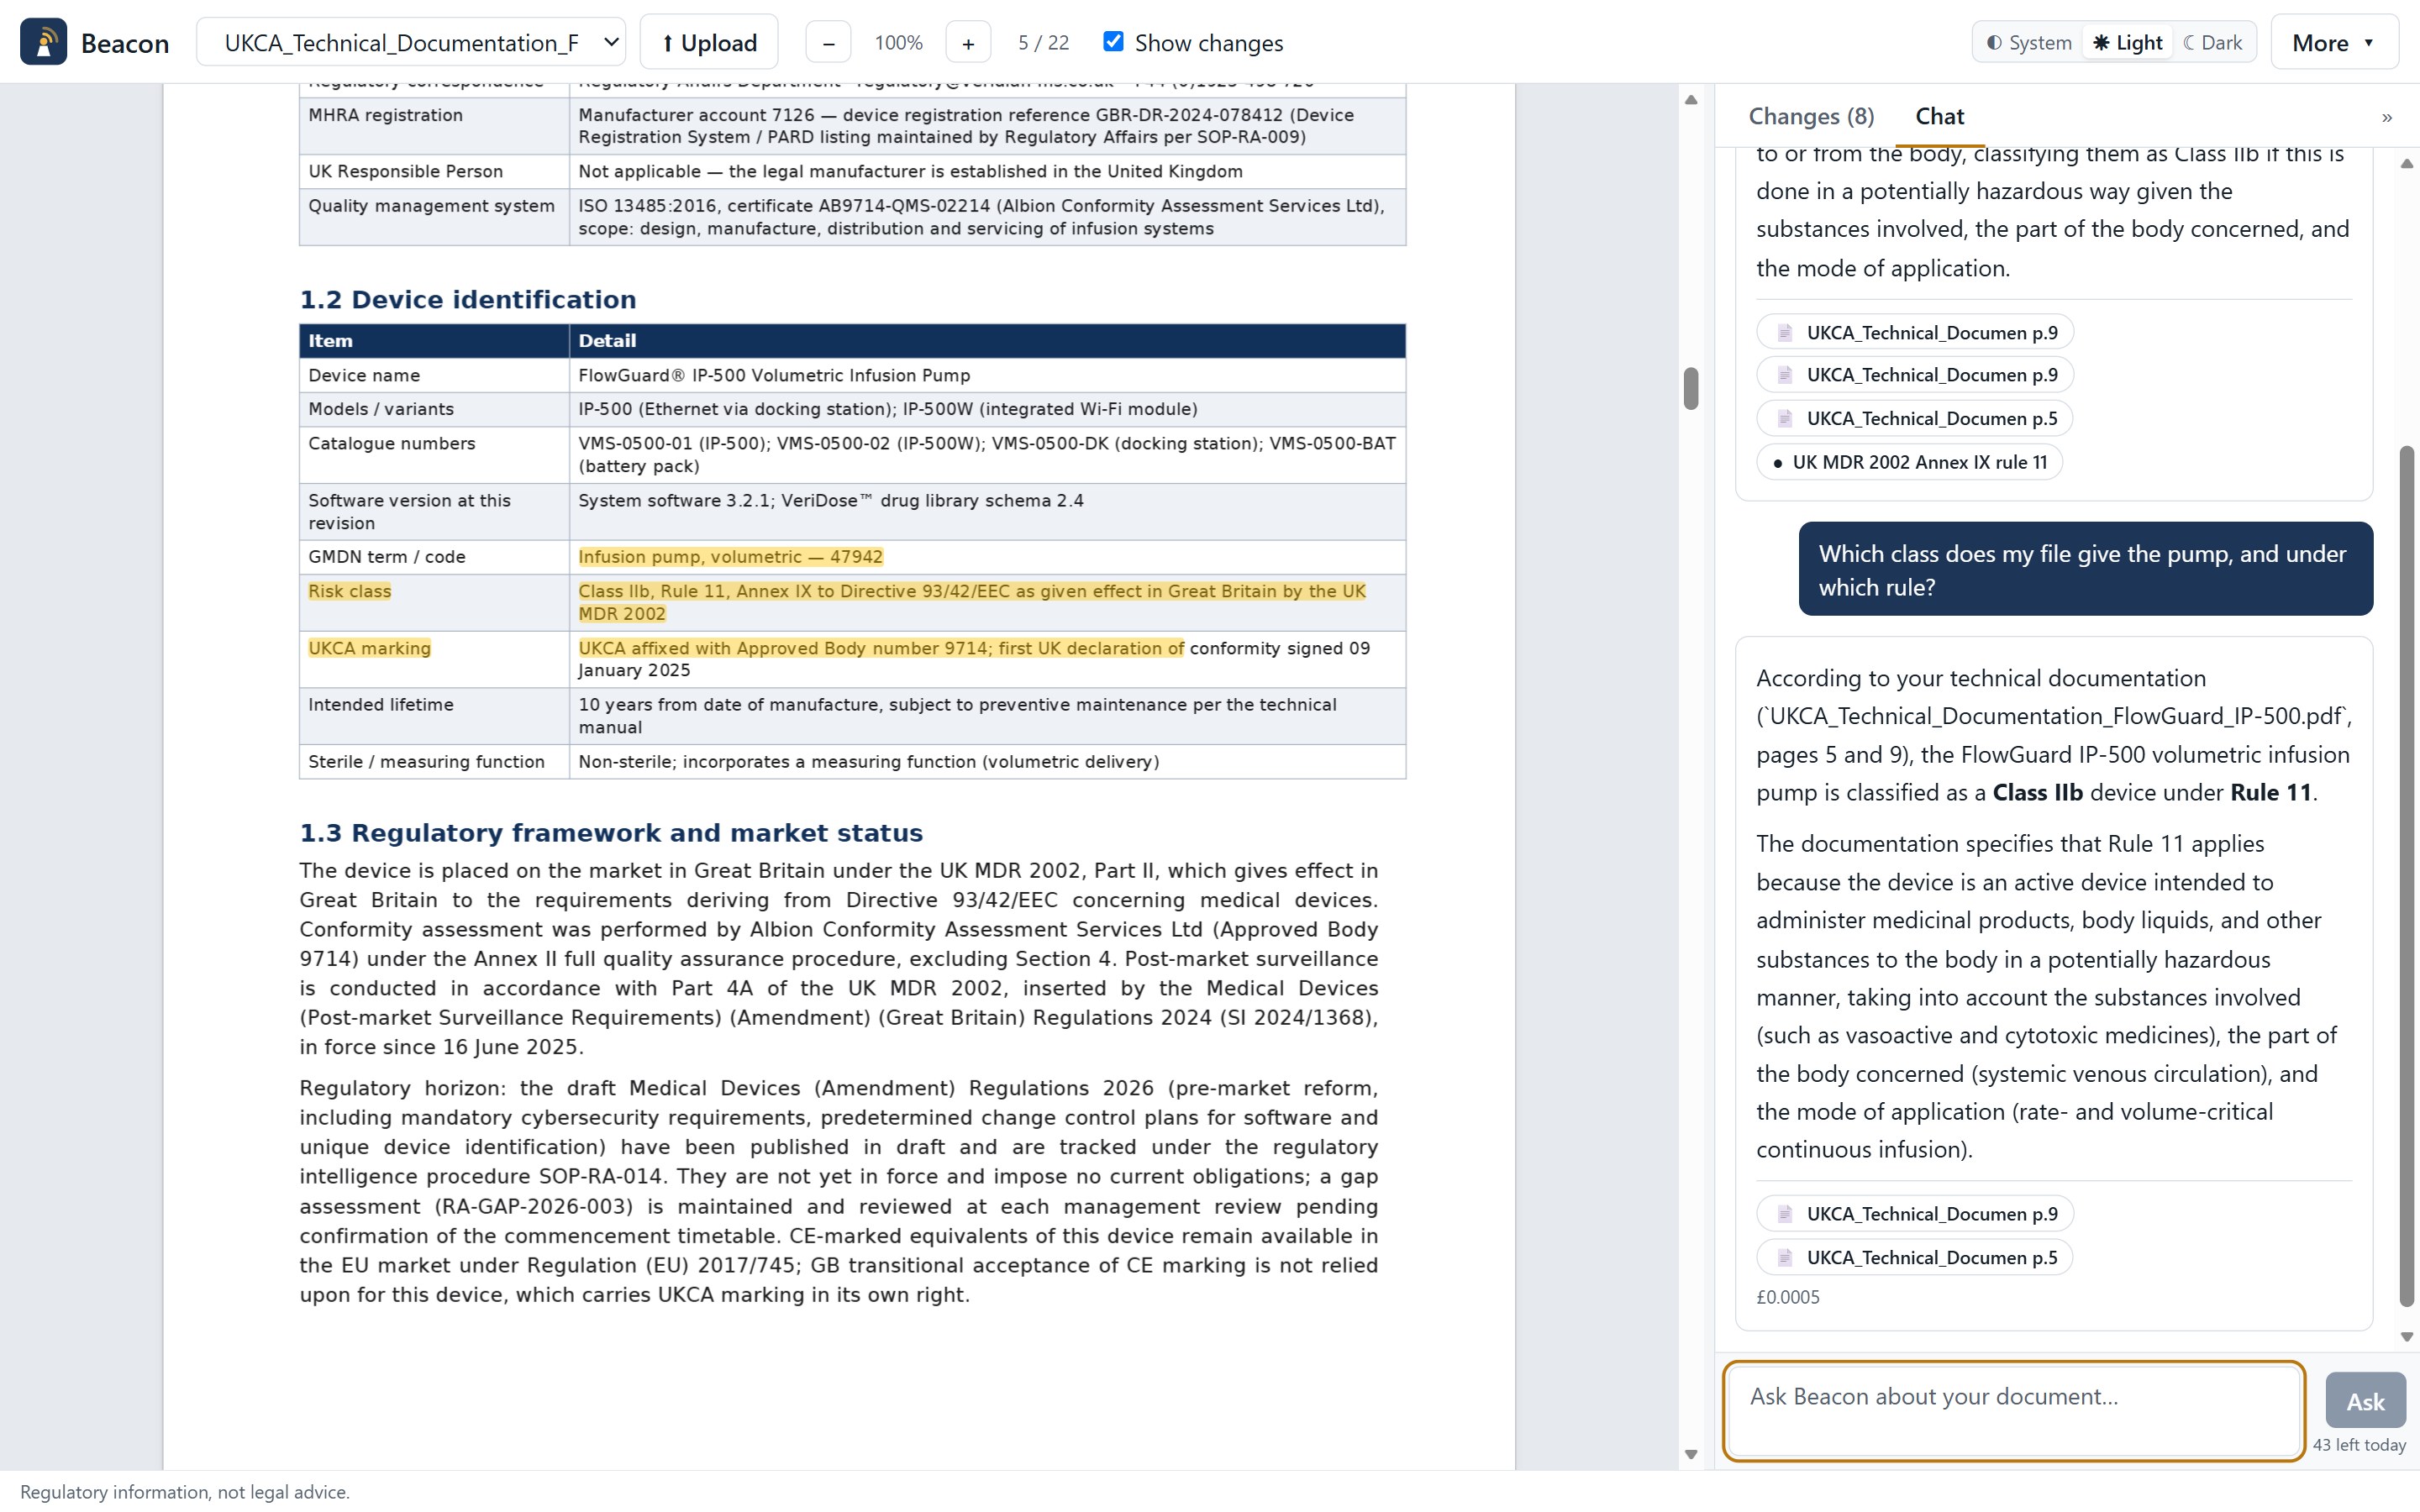 Beacon
UKCA_Technical_Documentation_F
Upload
−
100%
+
5 / 22
Show changes
System
Light
Dark
More
MHRA registration
Manufacturer account 7126 — device registration reference GBR-DR-2024-078412 (Device
Registration System / PARD listing maintained by Regulatory Affairs per SOP-RA-009)
UK Responsible Person
Not applicable — the legal manufacturer is established in the United Kingdom
Quality management system
ISO 13485:2016, certificate AB9714-QMS-02214 (Albion Conformity Assessment Services Ltd),
scope: design, manufacture, distribution and servicing of infusion systems
1.2 Device identification
Item
Detail
Device name
FlowGuard® IP-500 Volumetric Infusion Pump
Models / variants
IP-500 (Ethernet via docking station); IP-500W (integrated Wi-Fi module)
Catalogue numbers
VMS-0500-01 (IP-500); VMS-0500-02 (IP-500W); VMS-0500-DK (docking station); VMS-0500-BAT
(battery pack)
Software version at this
revision
System software 3.2.1; VeriDose™ drug library schema 2.4
GMDN term / code
Infusion pump, volumetric — 47942
Risk class
Class IIb, Rule 11, Annex IX to Directive 93/42/EEC as given effect in Great Britain by the UK
MDR 2002
UKCA marking
UKCA affixed with Approved Body number 9714; first UK declaration of conformity signed 09
January 2025
Intended lifetime
10 years from date of manufacture, subject to preventive maintenance per the technical
manual
Sterile / measuring function
Non-sterile; incorporates a measuring function (volumetric delivery)
1.3 Regulatory framework and market status
The device is placed on the market in Great Britain under the UK MDR 2002, Part II, which gives effect in
Great Britain to the requirements deriving from Directive 93/42/EEC concerning medical devices.
Conformity assessment was performed by Albion Conformity Assessment Services Ltd (Approved Body
9714) under the Annex II full quality assurance procedure, excluding Section 4. Post-market surveillance
is conducted in accordance with Part 4A of the UK MDR 2002, inserted by the Medical Devices
(Post-market Surveillance Requirements) (Amendment) (Great Britain) Regulations 2024 (SI 2024/1368),
in force since 16 June 2025.
Regulatory horizon: the draft Medical Devices (Amendment) Regulations 2026 (pre-market reform,
including mandatory cybersecurity requirements, predetermined change control plans for software and
unique device identification) have been published in draft and are tracked under the regulatory
intelligence procedure SOP-RA-014. They are not yet in force and impose no current obligations; a gap
assessment (RA-GAP-2026-003) is maintained and reviewed at each management review pending
confirmation of the commencement timetable. CE-marked equivalents of this device remain available in
the EU market under Regulation (EU) 2017/745; GB transitional acceptance of CE marking is not relied
upon for this device, which carries UKCA marking in its own right.
Changes (8)
Chat
»
to or from the body, classifying them as Class IIb if this is
done in a potentially hazardous way given the
substances involved, the part of the body concerned, and
the mode of application.
UKCA_Technical_Documen p.9
UKCA_Technical_Documen p.9
UKCA_Technical_Documen p.5
● UK MDR 2002 Annex IX rule 11
Which class does my file give the pump, and under
which rule?
According to your technical documentation
(`UKCA_Technical_Documentation_FlowGuard_IP-500.pdf`,
pages 5 and 9), the FlowGuard IP-500 volumetric infusion
pump is classified as a Class IIb device under Rule 11.
The documentation specifies that Rule 11 applies
because the device is an active device intended to
administer medicinal products, body liquids, and other
substances to the body in a potentially hazardous
manner, taking into account the substances involved
(such as vasoactive and cytotoxic medicines), the part of
the body concerned (systemic venous circulation), and
the mode of application (rate- and volume-critical
continuous infusion).
UKCA_Technical_Documen p.9
UKCA_Technical_Documen p.5
£0.0005
Ask Beacon about your document...
Ask
43 left today
Regulatory information, not legal advice.